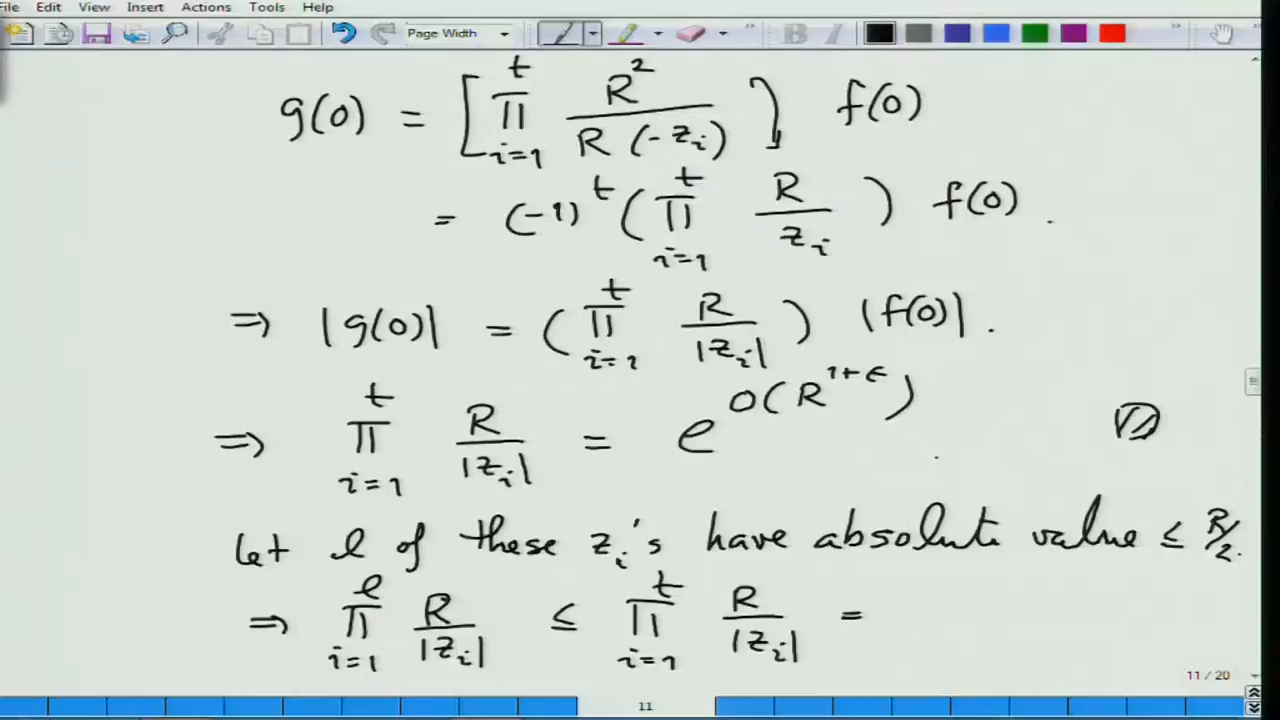 File Edit View Insert Actions Tools Help
Page Width
g(0) = [ ∏_{i=1}^{t} R² / R(-z_i) ] f(0)
= (-1)^t ( ∏_{i=1}^{t} R / z_i ) f(0).
⇒ |g(0)| = ( ∏_{i=1}^{t} R / |z_i| ) |f(0)|.
⇒ ∏_{i=1}^{t} R / |z_i| = e^{O(R^{1+ε})}
Let l of these z_i's have absolute value ≤ R/2.
⇒ ∏_{i=1}^{l} R / |z_i| ≤ ∏_{i=1}^{t} R / |z_i| =
11 / 20
11